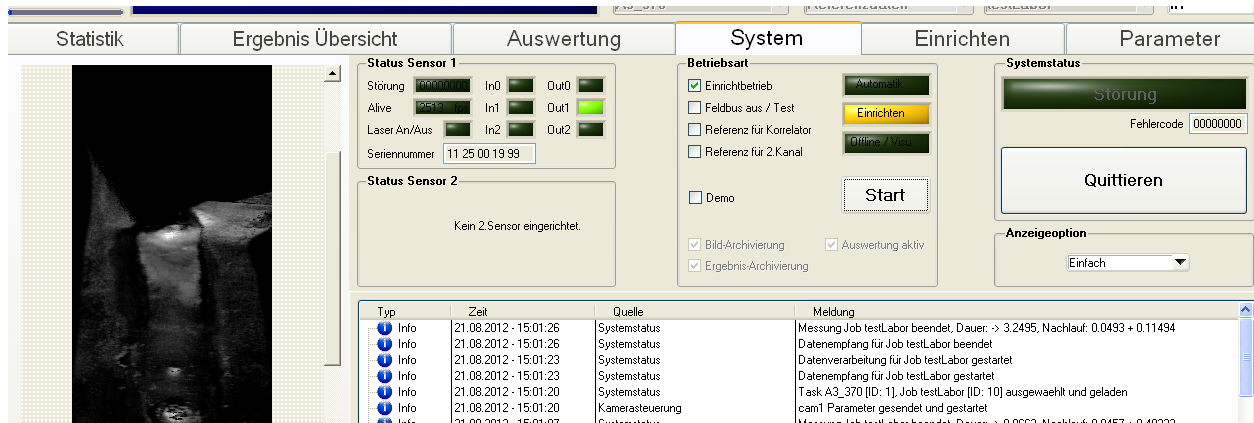 A3_370 Referenzdaten testLabor
Statistik Ergebnis Übersicht Auswertung System Einrichten Parameter
Status Sensor 1
Störung 00000000 In0 Out0
Alive 2513 fps In1 Out1
Laser An/Aus In2 Out2
Seriennummer 11 25 00 19 99
Status Sensor 2
Kein 2.Sensor eingerichtet.
Betriebsart
Einrichtbetrieb Automatik
Feldbus aus / Test Einrichten
Referenz für Korrelator
Referenz für 2.Kanal Offline / Visu
Demo Start
Bild-Archivierung Auswertung aktiv
Ergebnis-Archivierung
Systemstatus
Störung
Fehlercode 00000000
Quittieren
Anzeigeoption
Einfach
Typ Zeit Quelle Meldung
Info 21.08.2012 - 15:01:26 Systemstatus Messung Job testLabor beendet, Dauer: -> 3.2495, Nachlauf: 0.0493 + 0.11494
Info 21.08.2012 - 15:01:26 Systemstatus Datenempfang für Job testLabor beendet
Info 21.08.2012 - 15:01:23 Systemstatus Datenverarbeitung für Job testLabor gestartet
Info 21.08.2012 - 15:01:23 Systemstatus Datenempfang für Job testLabor gestartet
Info 21.08.2012 - 15:01:20 Systemstatus Task A3_370 [ID: 1], Job testLabor [ID: 10] ausgewaehlt und geladen
Info 21.08.2012 - 15:01:20 Kamerasteuerung cam1 Parameter gesendet und gestartet